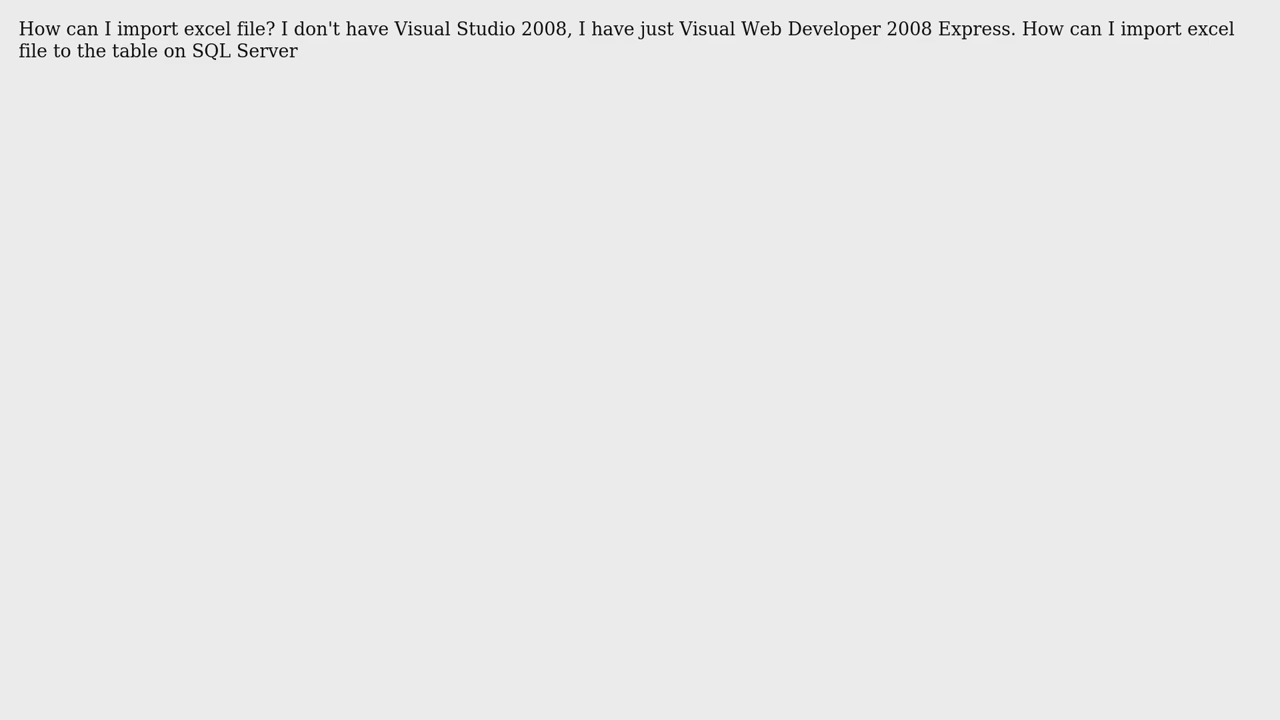 How can I import excel file? I don't have Visual Studio 2008, I have just Visual Web Developer 2008 Express. How can I import excel
file to the table on SQL Server